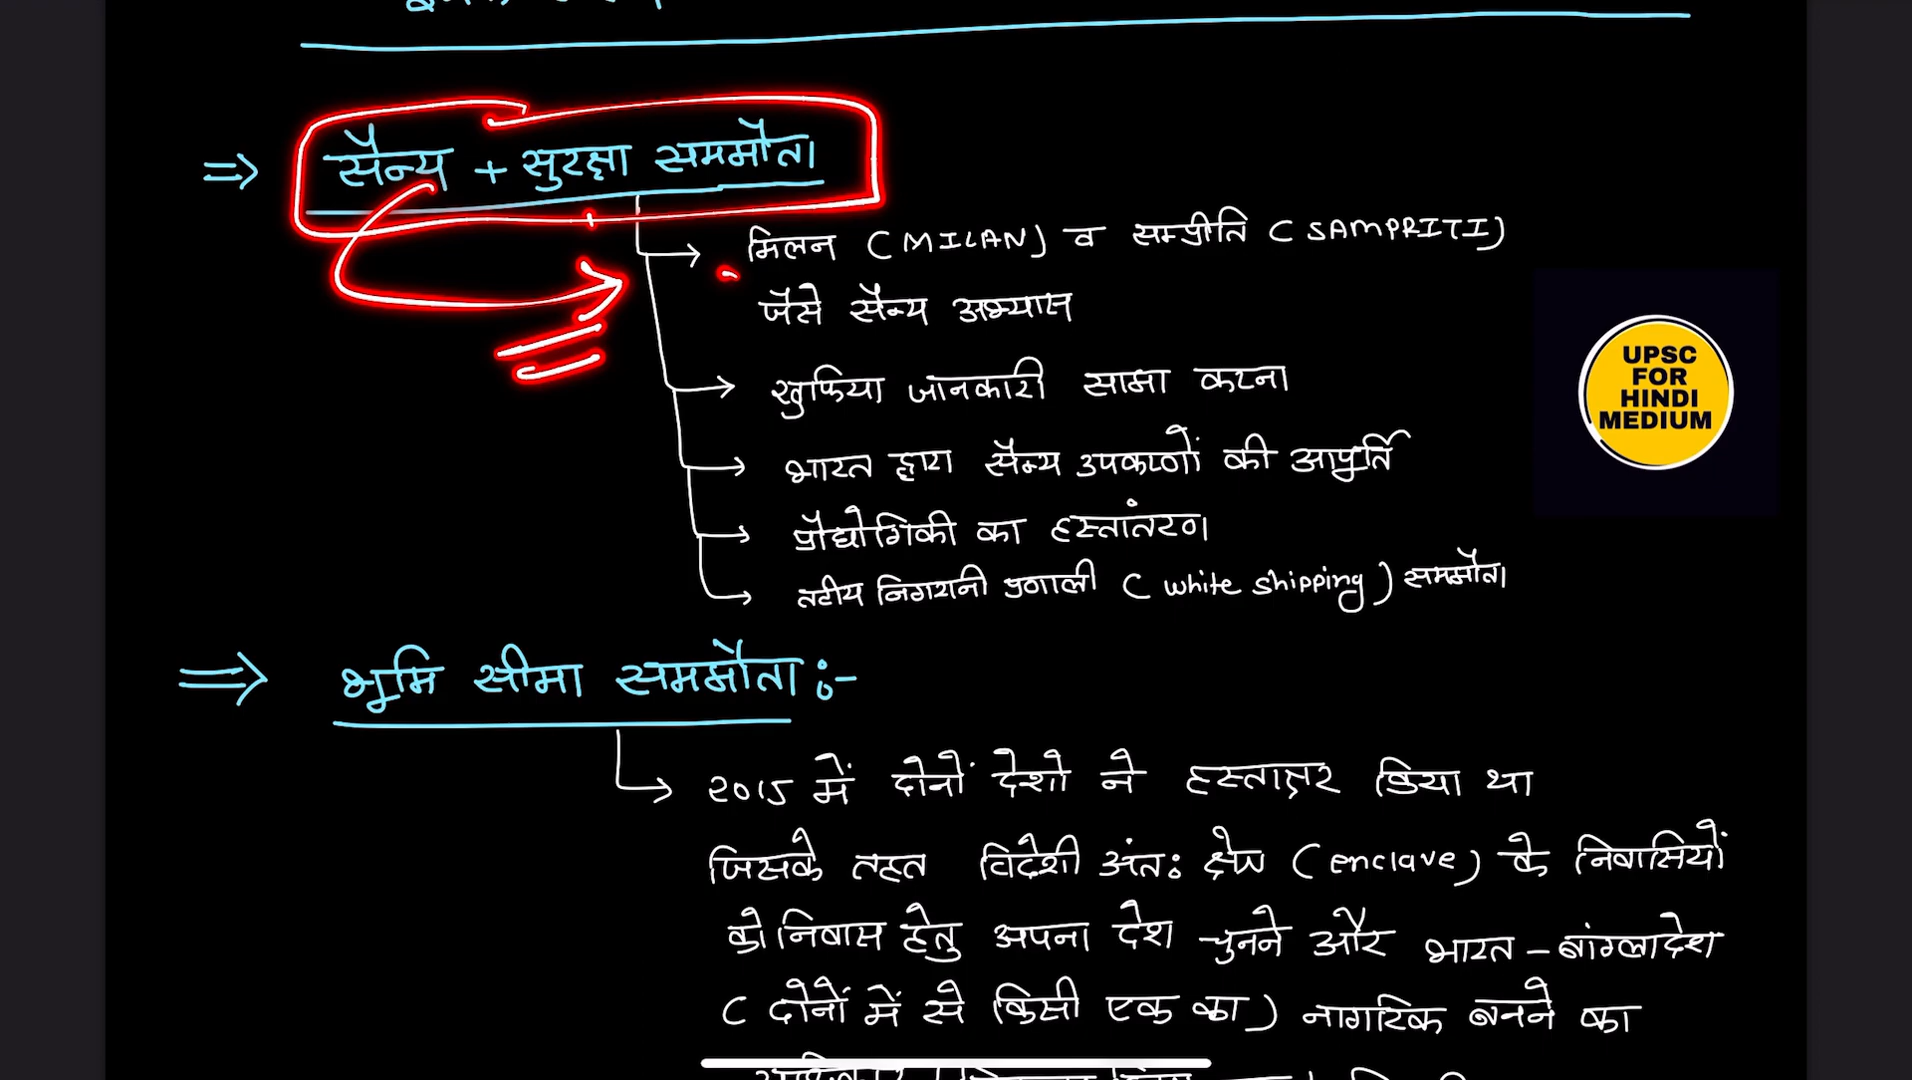 => सैन्य + सुरक्षा समझौता
मिलन (MILAN) व सम्प्रीति (SAMPRITI)
जैसे सैन्य अभ्यास
खुफिया जानकारी साझा करना
भारत द्वारा सैन्य उपकरणों की आपूर्ति
प्रौद्योगिकी का हस्तांतरण
तटीय निगरानी प्रणाली (white shipping) समझौता
UPSC
FOR
HINDI
MEDIUM
=> भूमि सीमा समझौता :-
2015 में दोनों देशो ने हस्ताक्षर किया था
जिसके तहत विदेशी अंतः क्षेत्र (enclave) के निवासियों
को निवास हेतु अपना देश चुनने और भारत - बांग्लादेश
( दोनों में से किसी एक का) नागरिक बनने का